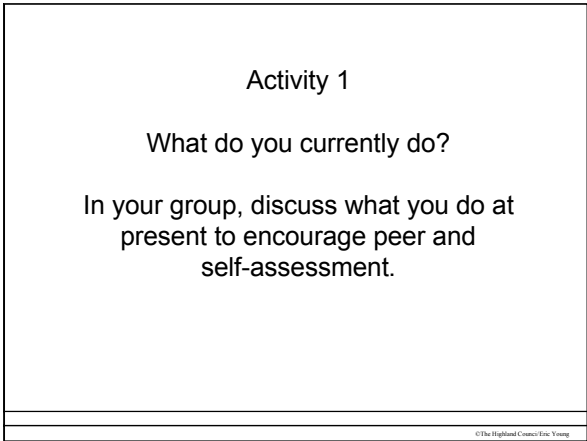 Activity 1
What do you currently do?
In your group, discuss what you do at
present to encourage peer and
self-assessment.
©The Highland Council/Eric Young